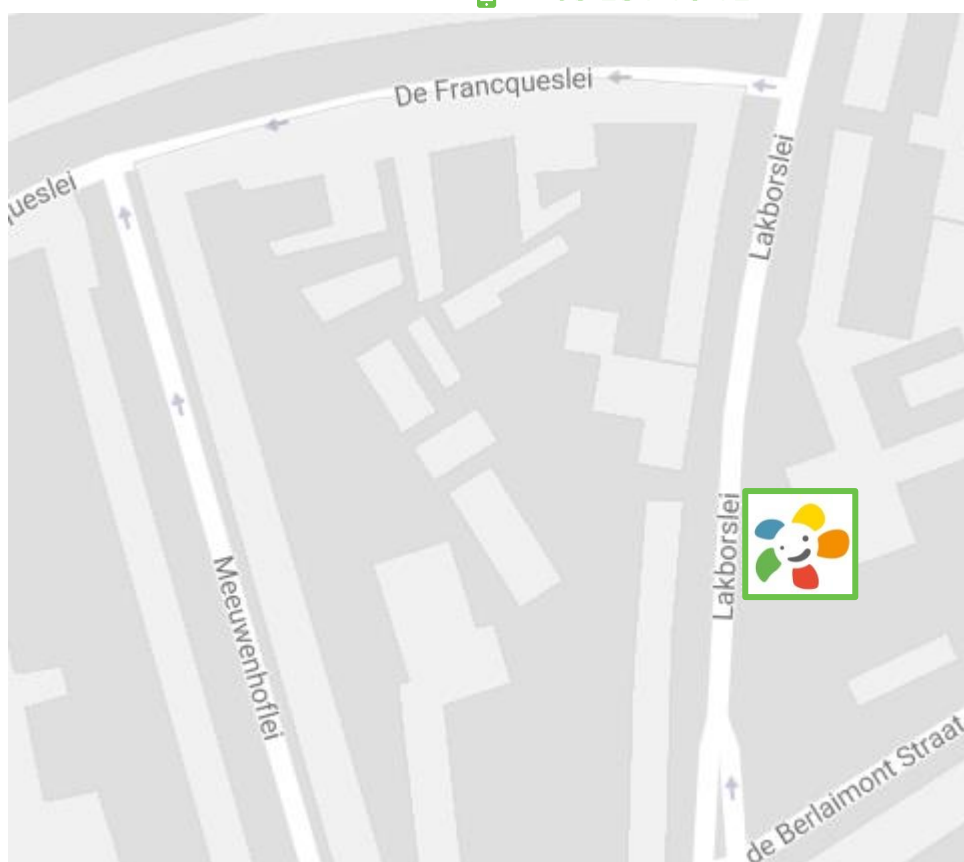 De Francqueslei
ueslei
Lakborslei
Lakborslei
Meeuwenhoflei
de Berlaimont Straat